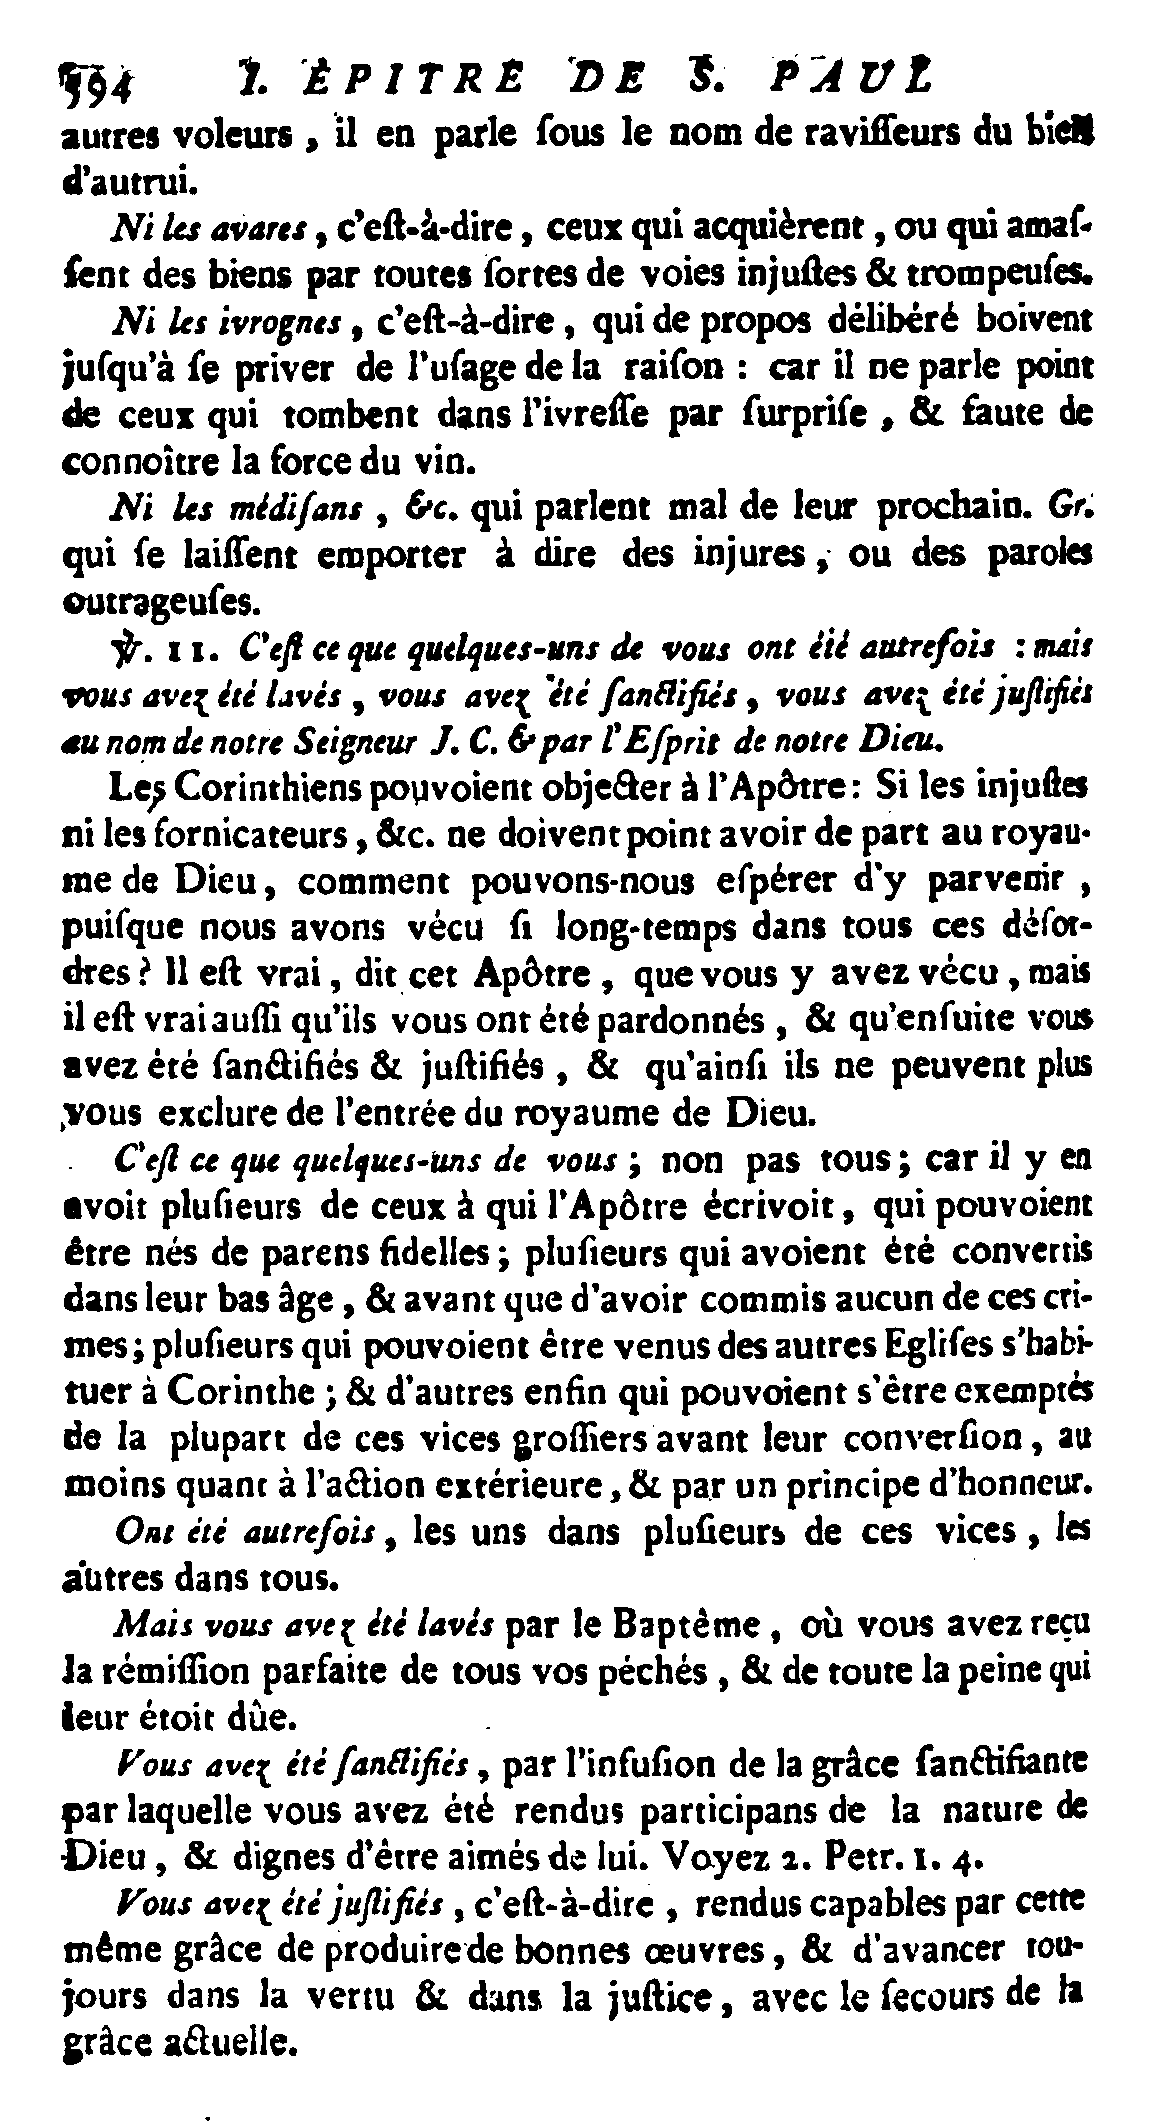 594 I. ÉPITRE DE S. PAUL
autres voleurs, il en parle ſous le nom de raviſſeurs du bien
d'autrui.
Ni les avares, c'eſt-à-dire, ceux qui acquièrent, ou qui amaſ-
ſent des biens par toutes ſortes de voies injuſtes & trompeuſes.
Ni les ivrognes, c'eſt-à-dire, qui de propos délibéré boivent
juſqu'à ſe priver de l'uſage de la raiſon : car il ne parle point
de ceux qui tombent dans l'ivreſſe par ſurpriſe, & faute de
connoître la force du vin.
Ni les médiſans, &c. qui parlent mal de leur prochain. Gr.
qui ſe laiſſent emporter à dire des injures, ou des paroles
outrageuſes.
℣. 11. C'eſt ce que quelques-uns de vous ont été autrefois : mais
vous avez été lavés, vous avez été ſanctifiés, vous avez été juſtifiés
au nom de notre Seigneur J. C. & par l'Eſprit de notre Dieu.
Les Corinthiens pouvoient objecter à l'Apôtre : Si les injuſtes
ni les fornicateurs, &c. ne doivent point avoir de part au royau-
me de Dieu, comment pouvons-nous eſpérer d'y parvenir,
puiſque nous avons vécu ſi long-temps dans tous ces déſor-
dres ? Il eſt vrai, dit cet Apôtre, que vous y avez vécu, mais
il eſt vrai auſſi qu'ils vous ont été pardonnés, & qu'enſuite vous
avez été ſanctifiés & juſtifiés, & qu'ainſi ils ne peuvent plus
vous exclure de l'entrée du royaume de Dieu.
C'eſt ce que quelques-uns de vous ; non pas tous ; car il y en
avoit pluſieurs de ceux à qui l'Apôtre écrivoit, qui pouvoient
être nés de parens fidelles ; pluſieurs qui avoient été convertis
dans leur bas âge, & avant que d'avoir commis aucun de ces cri-
mes ; pluſieurs qui pouvoient être venus des autres Egliſes s'habi-
tuer à Corinthe ; & d'autres enfin qui pouvoient s'être exemptés
de la plupart de ces vices groſſiers avant leur converſion, au
moins quant à l'action extérieure, & par un principe d'honneur.
Ont été autrefois, les uns dans pluſieurs de ces vices, les
autres dans tous.
Mais vous avez été lavés par le Baptême, où vous avez reçu
la rémiſſion parfaite de tous vos péchés, & de toute la peine qui
leur étoit dûe.
Vous avez été ſanctifiés, par l'infuſion de la grâce ſanctifiante
par laquelle vous avez été rendus participans de la nature de
Dieu, & dignes d'être aimés de lui. Voyez 2. Petr. 1. 4.
Vous avez été juſtifiés, c'eſt-à-dire, rendus capables par cette
même grâce de produire de bonnes œuvres, & d'avancer tou-
jours dans la vertu & dans la juſtice, avec le ſecours de la
grâce actuelle.